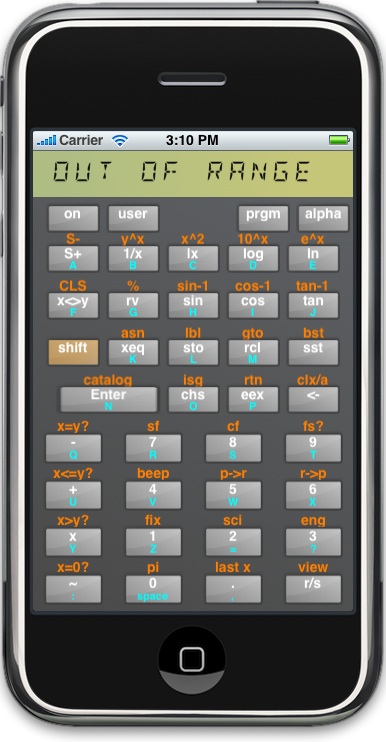 Carrier 3:10 PM
OUT OF RANGE
on user prgm alpha
S- y^x x^2 10^x e^x
S+ 1/x lx log ln
A B C D E
CLS % sin-1 cos-1 tan-1
x<>y rv sin cos tan
F G H I J
asn lbl gto bst
shift xeq sto rcl sst
K L M
catalog isg rtn clx/a
Enter chs eex <-
N O P
x=y? sf cf fs?
- 7 8 9
Q R S T
x<=y? beep p->r r->p
+ 4 5 6
U V W X
x>y? fix sci eng
x 1 2 3
Y Z = ?
x=0? pi last x view
~ 0 . r/s
: space ,